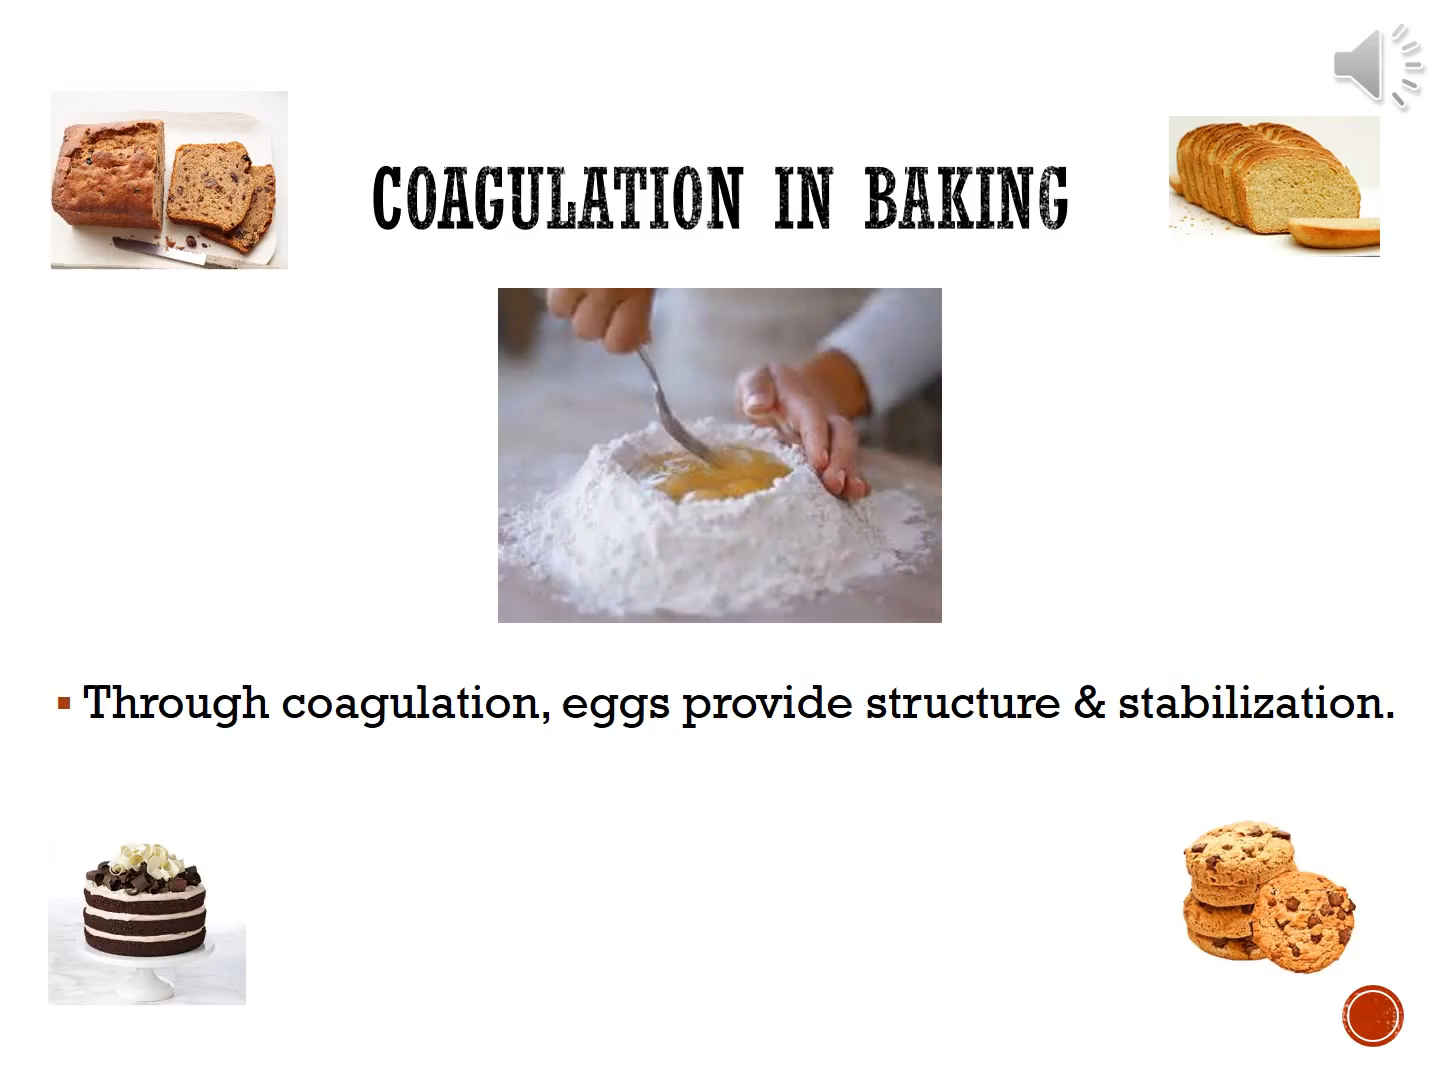 COAGULATION IN BAKING
Through coagulation, eggs provide structure & stabilization.